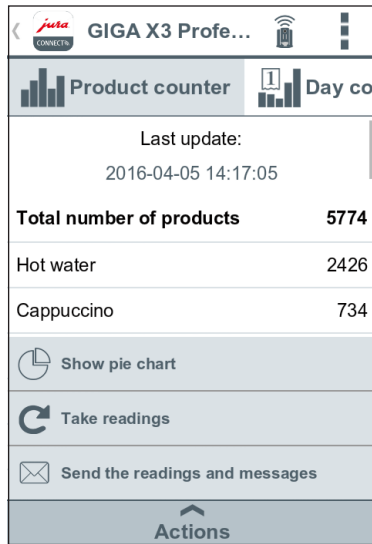 jura
CONNECT
GIGA X3 Profe...
Product counter
1
Day co
Last update:
2016-04-05 14:17:05
Total number of products 5774
Hot water 2426
Cappuccino 734
Show pie chart
Take readings
Send the readings and messages
Actions